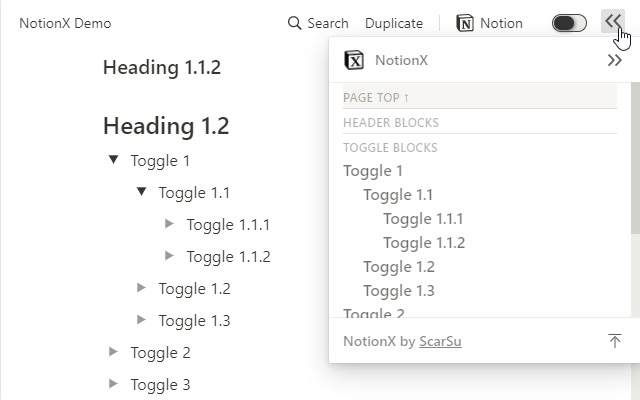 NotionX Demo
Search
Duplicate
Notion
Heading 1.1.2
Heading 1.2
Toggle 1
Toggle 1.1
Toggle 1.1.1
Toggle 1.1.2
Toggle 1.2
Toggle 1.3
Toggle 2
Toggle 3
NotionX
PAGE TOP ↑
HEADER BLOCKS
TOGGLE BLOCKS
Toggle 1
Toggle 1.1
Toggle 1.1.1
Toggle 1.1.2
Toggle 1.2
Toggle 1.3
Toggle 2
NotionX by ScarSu